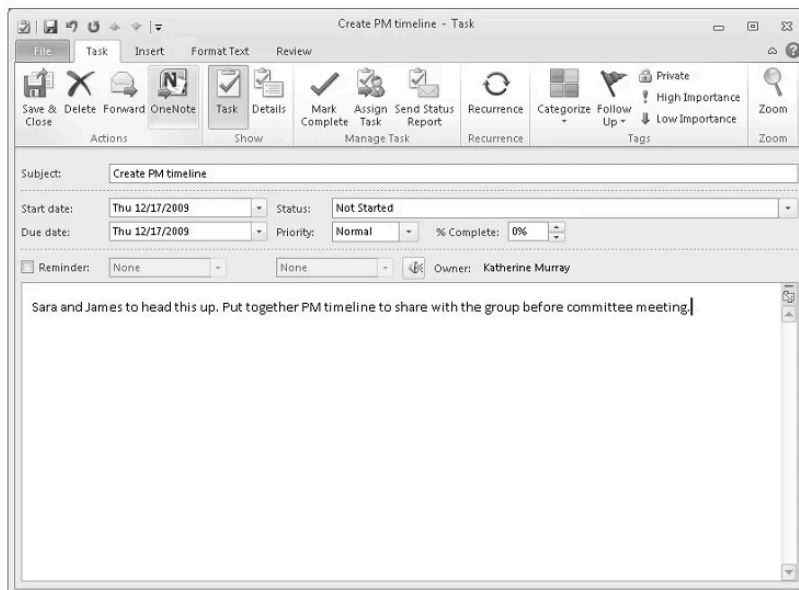 Create PM timeline - Task
File Task Insert Format Text Review
Save & Close Delete Forward OneNote Task Details Mark Complete Assign Task Send Status Report Recurrence Categorize Follow Up Private Zoom
High Importance
Low Importance
Actions Show Manage Task Recurrence Tags Zoom
Subject: Create PM timeline
Start date: Thu 12/17/2009 Status: Not Started
Due date: Thu 12/17/2009 Priority: Normal % Complete: 0%
Reminder: None None Owner: Katherine Murray
Sara and James to head this up. Put together PM timeline to share with the group before committee meeting.